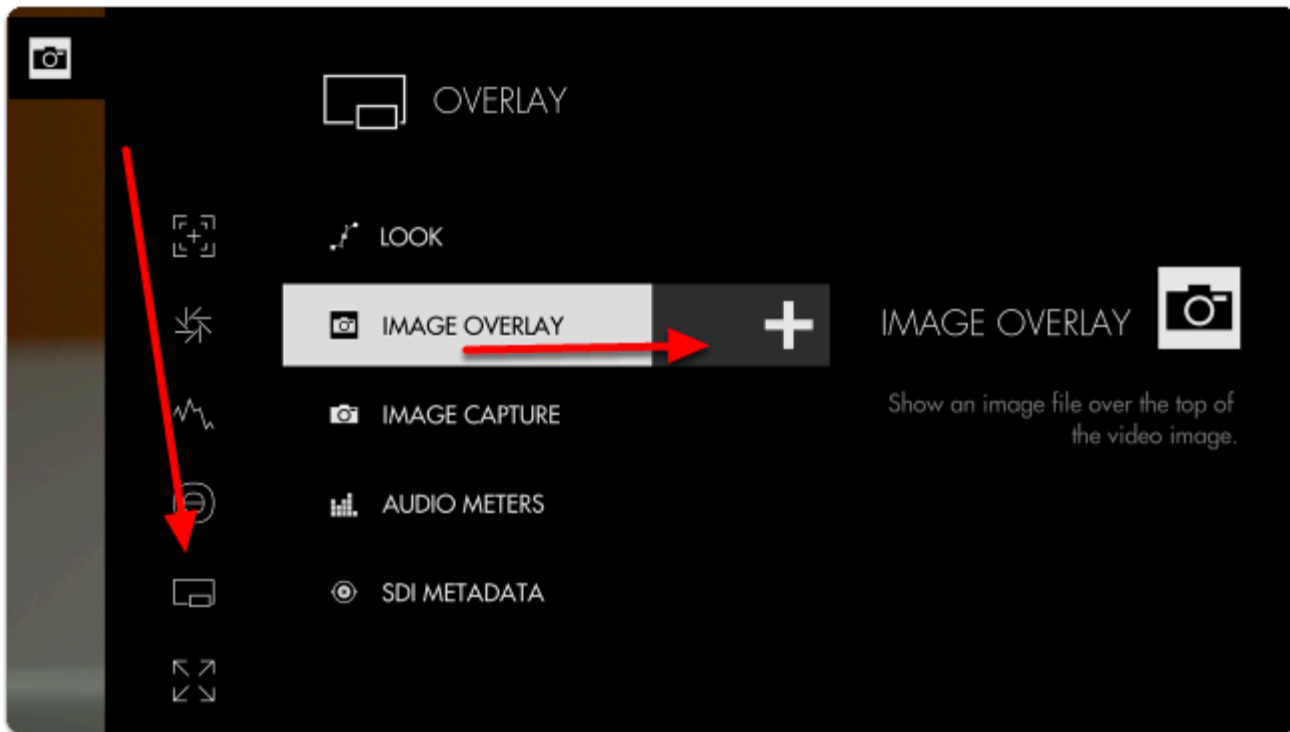 OVERLAY
LOOK
IMAGE OVERLAY
IMAGE CAPTURE
AUDIO METERS
SDI METADATA
IMAGE OVERLAY
Show an image file over the top of
the video image.